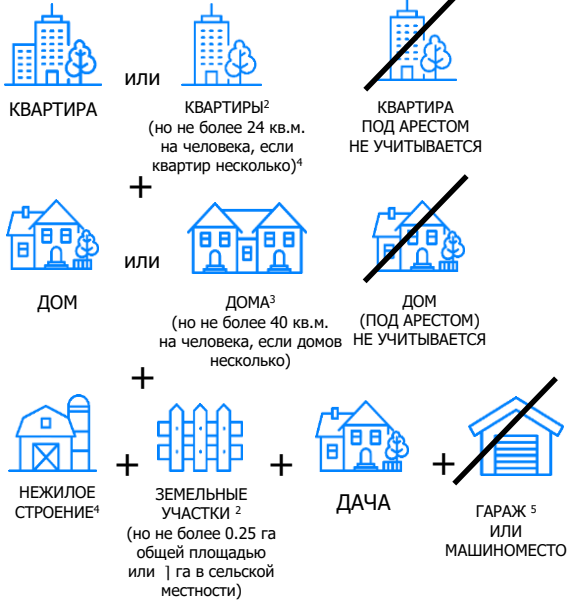 КВАРТИРА
или
КВАРТИРЫ²
(но не более 24 кв.м.
на человека, если
квартир несколько)⁴
КВАРТИРА
ПОД АРЕСТОМ
НЕ УЧИТЫВАЕТСЯ
+
ДОМ
или
ДОМА³
(но не более 40 кв.м.
на человека, если домов
несколько)
ДОМ
(ПОД АРЕСТОМ)
НЕ УЧИТЫВАЕТСЯ
+
НЕЖИЛОЕ
СТРОЕНИЕ⁴
+
ЗЕМЕЛЬНЫЕ
УЧАСТКИ ²
(но не более 0.25 га
общей площадью
или 1 га в сельской
местности)
+
ДАЧА
+
ГАРАЖ ⁵
ИЛИ
МАШИНОМЕСТО